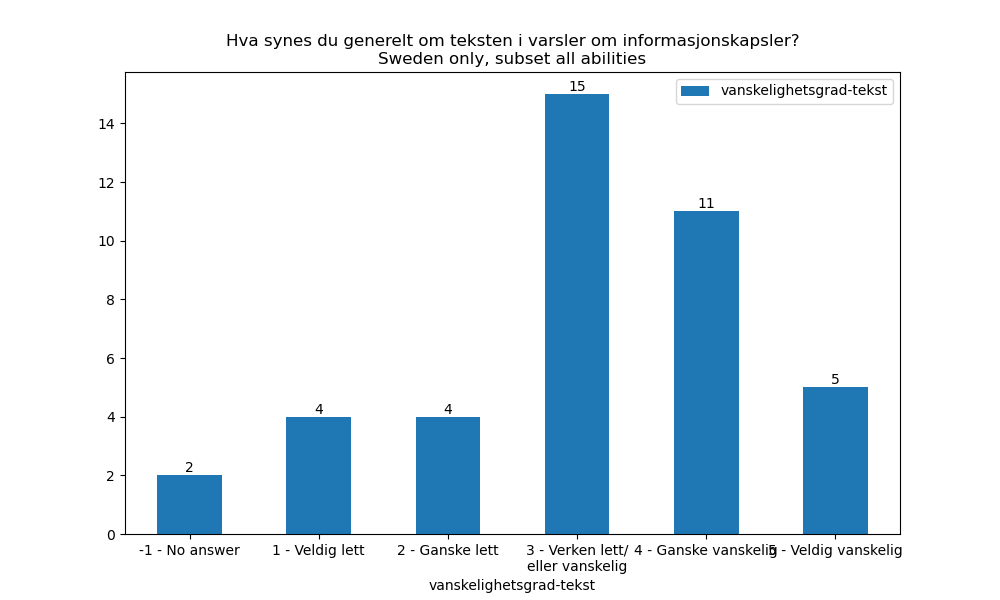 Hva synes du generelt om teksten i varsler om informasjonskapsler?
Sweden only, subset all abilities
vanskelighetsgrad-tekst
14
12
10
8
6
4
2
0
2
4
4
15
11
5
-1 - No answer
1 - Veldig lett
2 - Ganske lett
3 - Verken lett/
eller vanskelig
4 - Ganske vanskelig
5 - Veldig vanskelig
vanskelighetsgrad-tekst